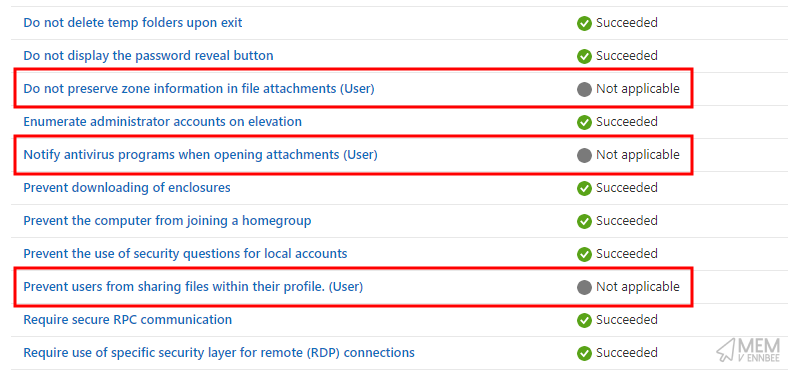 Do not delete temp folders upon exit Succeeded
Do not display the password reveal button Succeeded
Do not preserve zone information in file attachments (User) Not applicable
Enumerate administrator accounts on elevation Succeeded
Notify antivirus programs when opening attachments (User) Not applicable
Prevent downloading of enclosures Succeeded
Prevent the computer from joining a homegroup Succeeded
Prevent the use of security questions for local accounts Succeeded
Prevent users from sharing files within their profile. (User) Not applicable
Require secure RPC communication Succeeded
Require use of specific security layer for remote (RDP) connections Succeeded
MEM
V ENNBEE